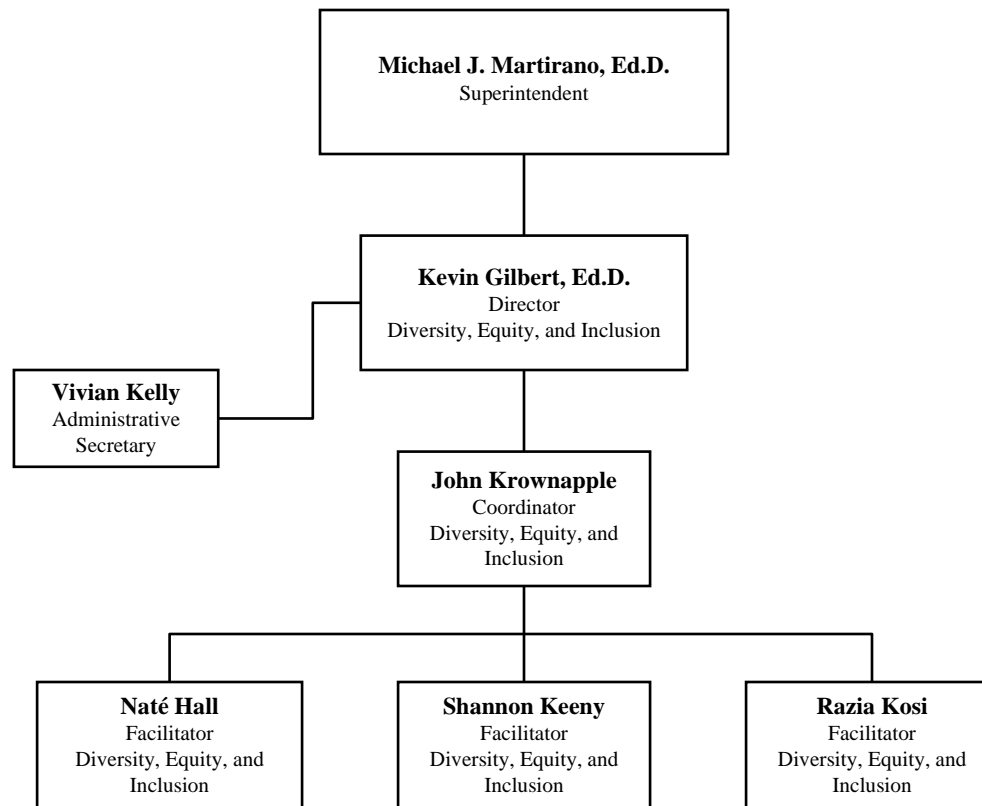 Michael J. Martirano, Ed.D.
Superintendent
Kevin Gilbert, Ed.D.
Director
Diversity, Equity, and Inclusion
Vivian Kelly
Administrative
Secretary
John Krownapple
Coordinator
Diversity, Equity, and
Inclusion
Naté Hall
Facilitator
Diversity, Equity, and
Inclusion
Shannon Keeny
Facilitator
Diversity, Equity, and
Inclusion
Razia Kosi
Facilitator
Diversity, Equity, and
Inclusion